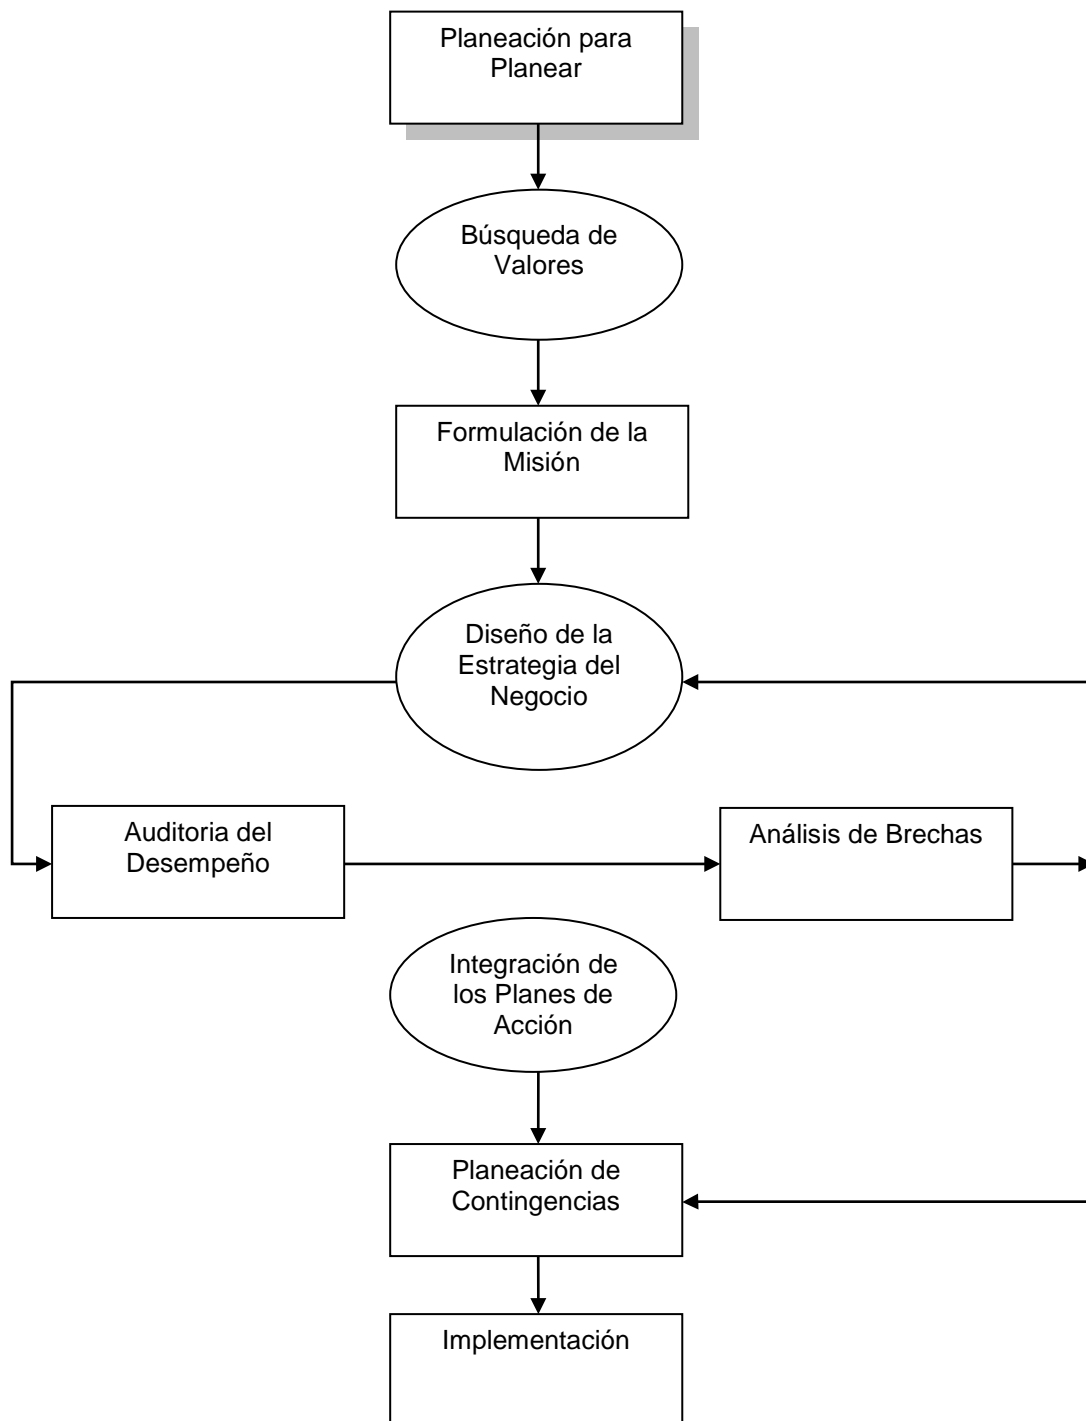 Planeación para
Planear
Búsqueda de
Valores
Formulación de la
Misión
Diseño de la
Estrategia del
Negocio
Auditoria del
Desempeño
Análisis de Brechas
Integración de
los Planes de
Acción
Planeación de
Contingencias
Implementación